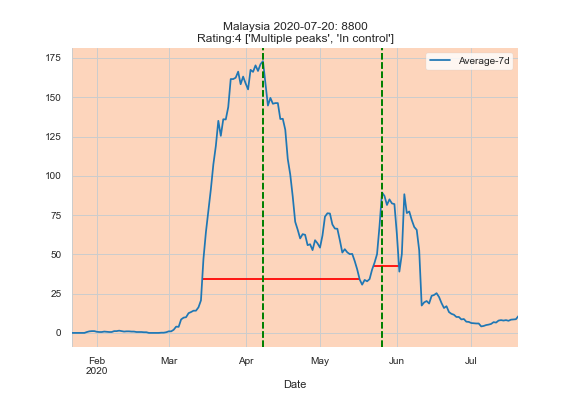 Malaysia 2020-07-20: 8800
Rating:4 ['Multiple peaks', 'In control']
Average-7d
175
150
125
100
75
50
25
0
Feb
2020
Mar
Apr
May
Jun
Jul
Date